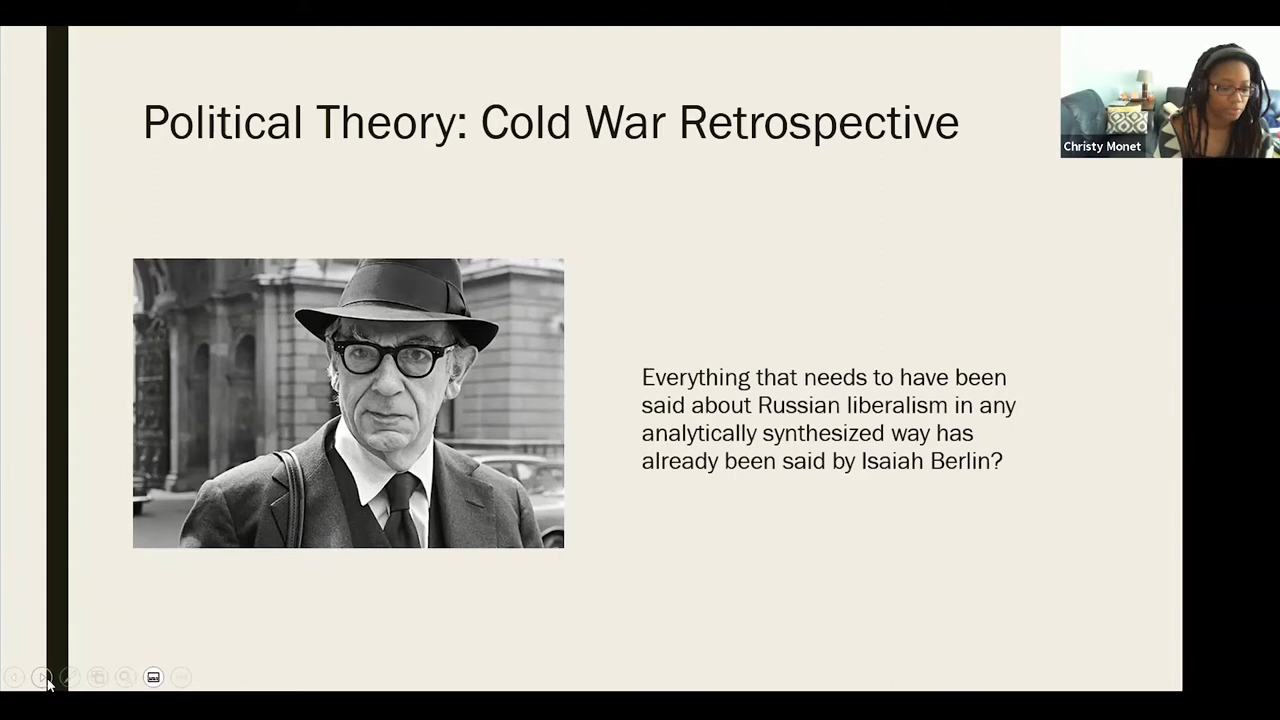 Political Theory: Cold War Retrospective
Christy Monet
Everything that needs to have been
said about Russian liberalism in any
analytically synthesized way has
already been said by Isaiah Berlin?